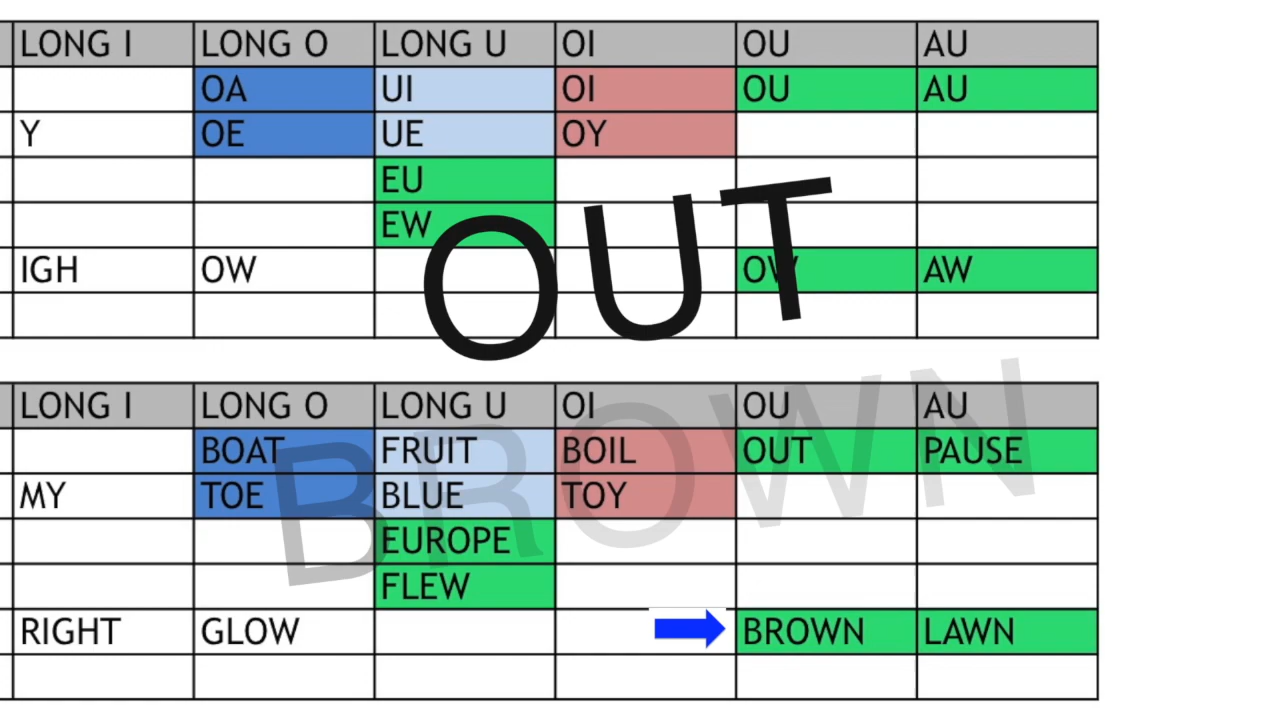 LONG I LONG O LONG U OI OU AU
OA UI OI OU AU
Y OE UE OY
EU
EW
IGH OW OW AW
OUT
LONG I LONG O LONG U OI OU AU
BOAT FRUIT BOIL OUT PAUSE
MY TOE BLUE TOY
BROWN
EUROPE
FLEW
RIGHT GLOW BROWN LAWN